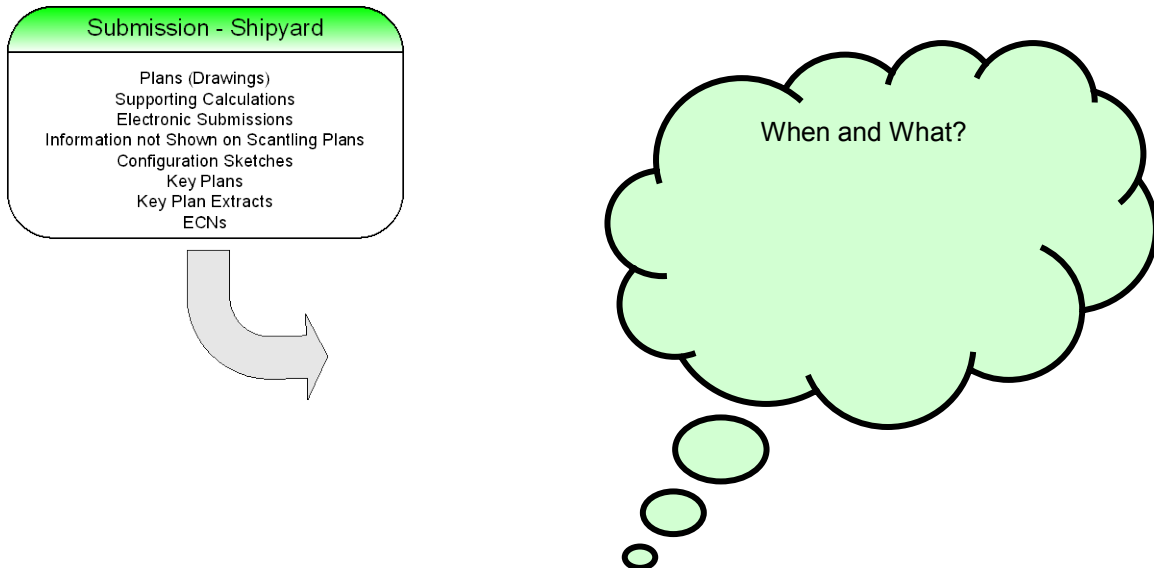 Submission - Shipyard
Plans (Drawings)
Supporting Calculations
Electronic Submissions
Information not Shown on Scantling Plans
Configuration Sketches
Key Plans
Key Plan Extracts
ECNs
When and What?